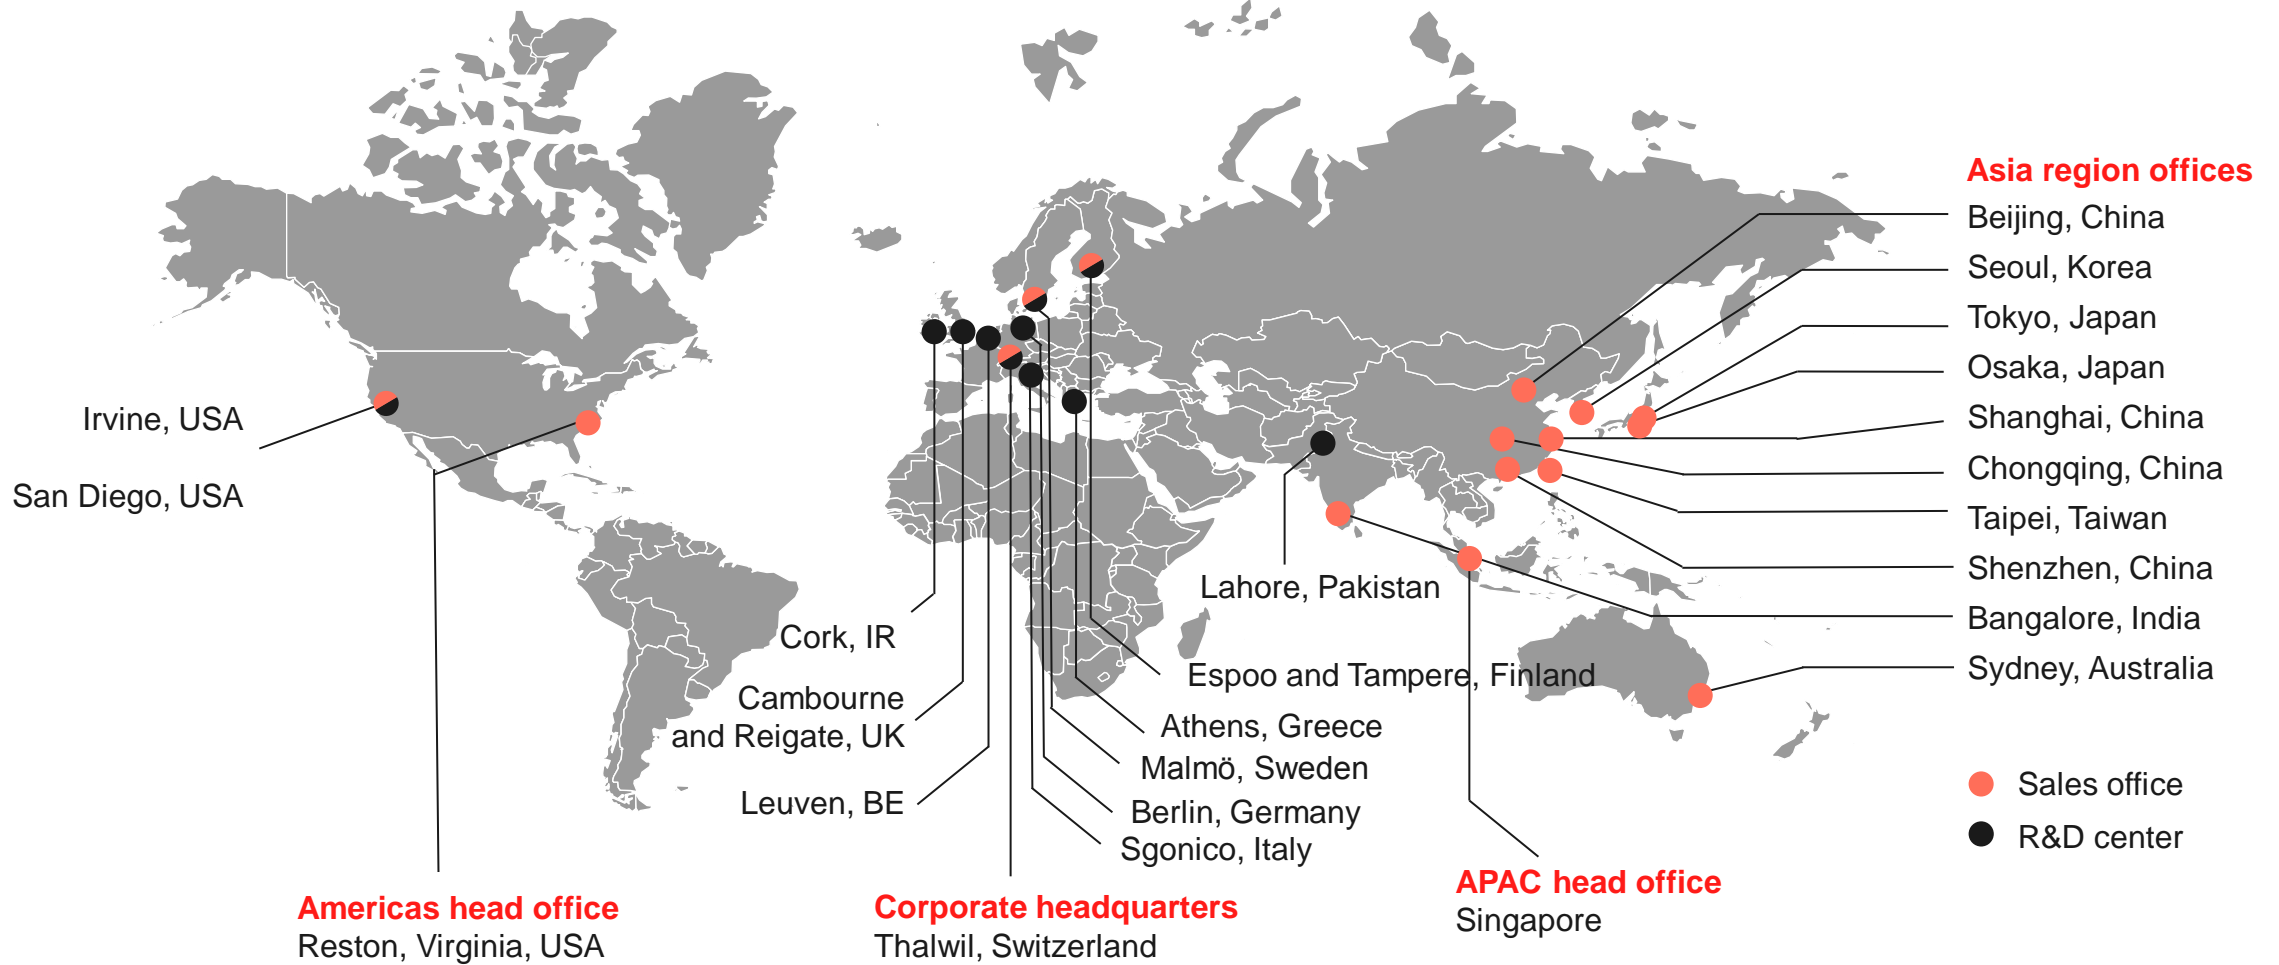 Asia region offices
Beijing, China
Seoul, Korea
Tokyo, Japan
Osaka, Japan
Shanghai, China
Chongqing, China
Taipei, Taiwan
Shenzhen, China
Bangalore, India
Sydney, Australia
Irvine, USA
San Diego, USA
Lahore, Pakistan
Cork, IR
Cambourne
and Reigate, UK
Leuven, BE
Espoo and Tampere, Finland
Athens, Greece
Malmö, Sweden
Berlin, Germany
Sgonico, Italy
Sales office
R&D center
Americas head office
Reston, Virginia, USA
Corporate headquarters
Thalwil, Switzerland
APAC head office
Singapore